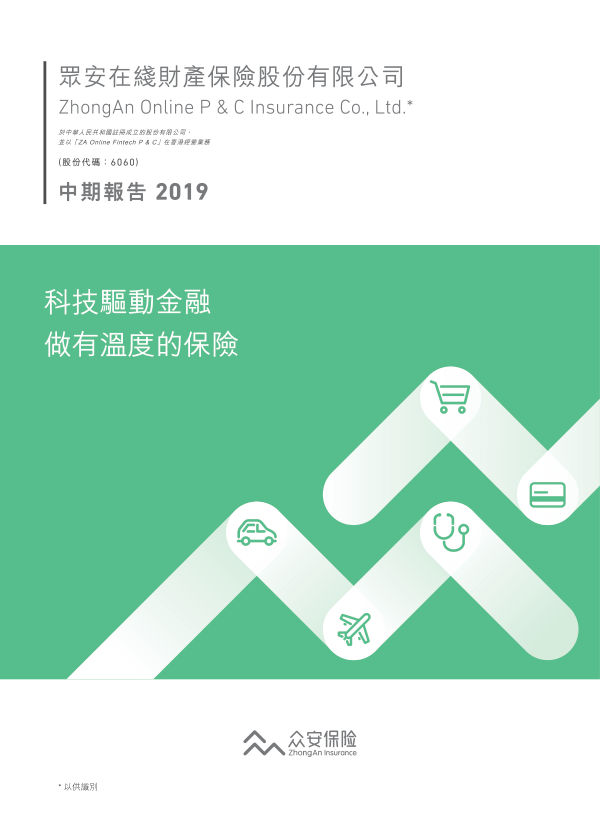 眾安在綫財產保險股份有限公司
ZhongAn Online P & C Insurance Co., Ltd.*
於中華人民共和國註冊成立的股份有限公司，
並以「ZA Online Fintech P & C」在香港經營業務
(股份代碼：6060)
中期報告 2019
科技驅動金融
做有溫度的保險
众安保险
ZhongAn Insurance
* 以供識別